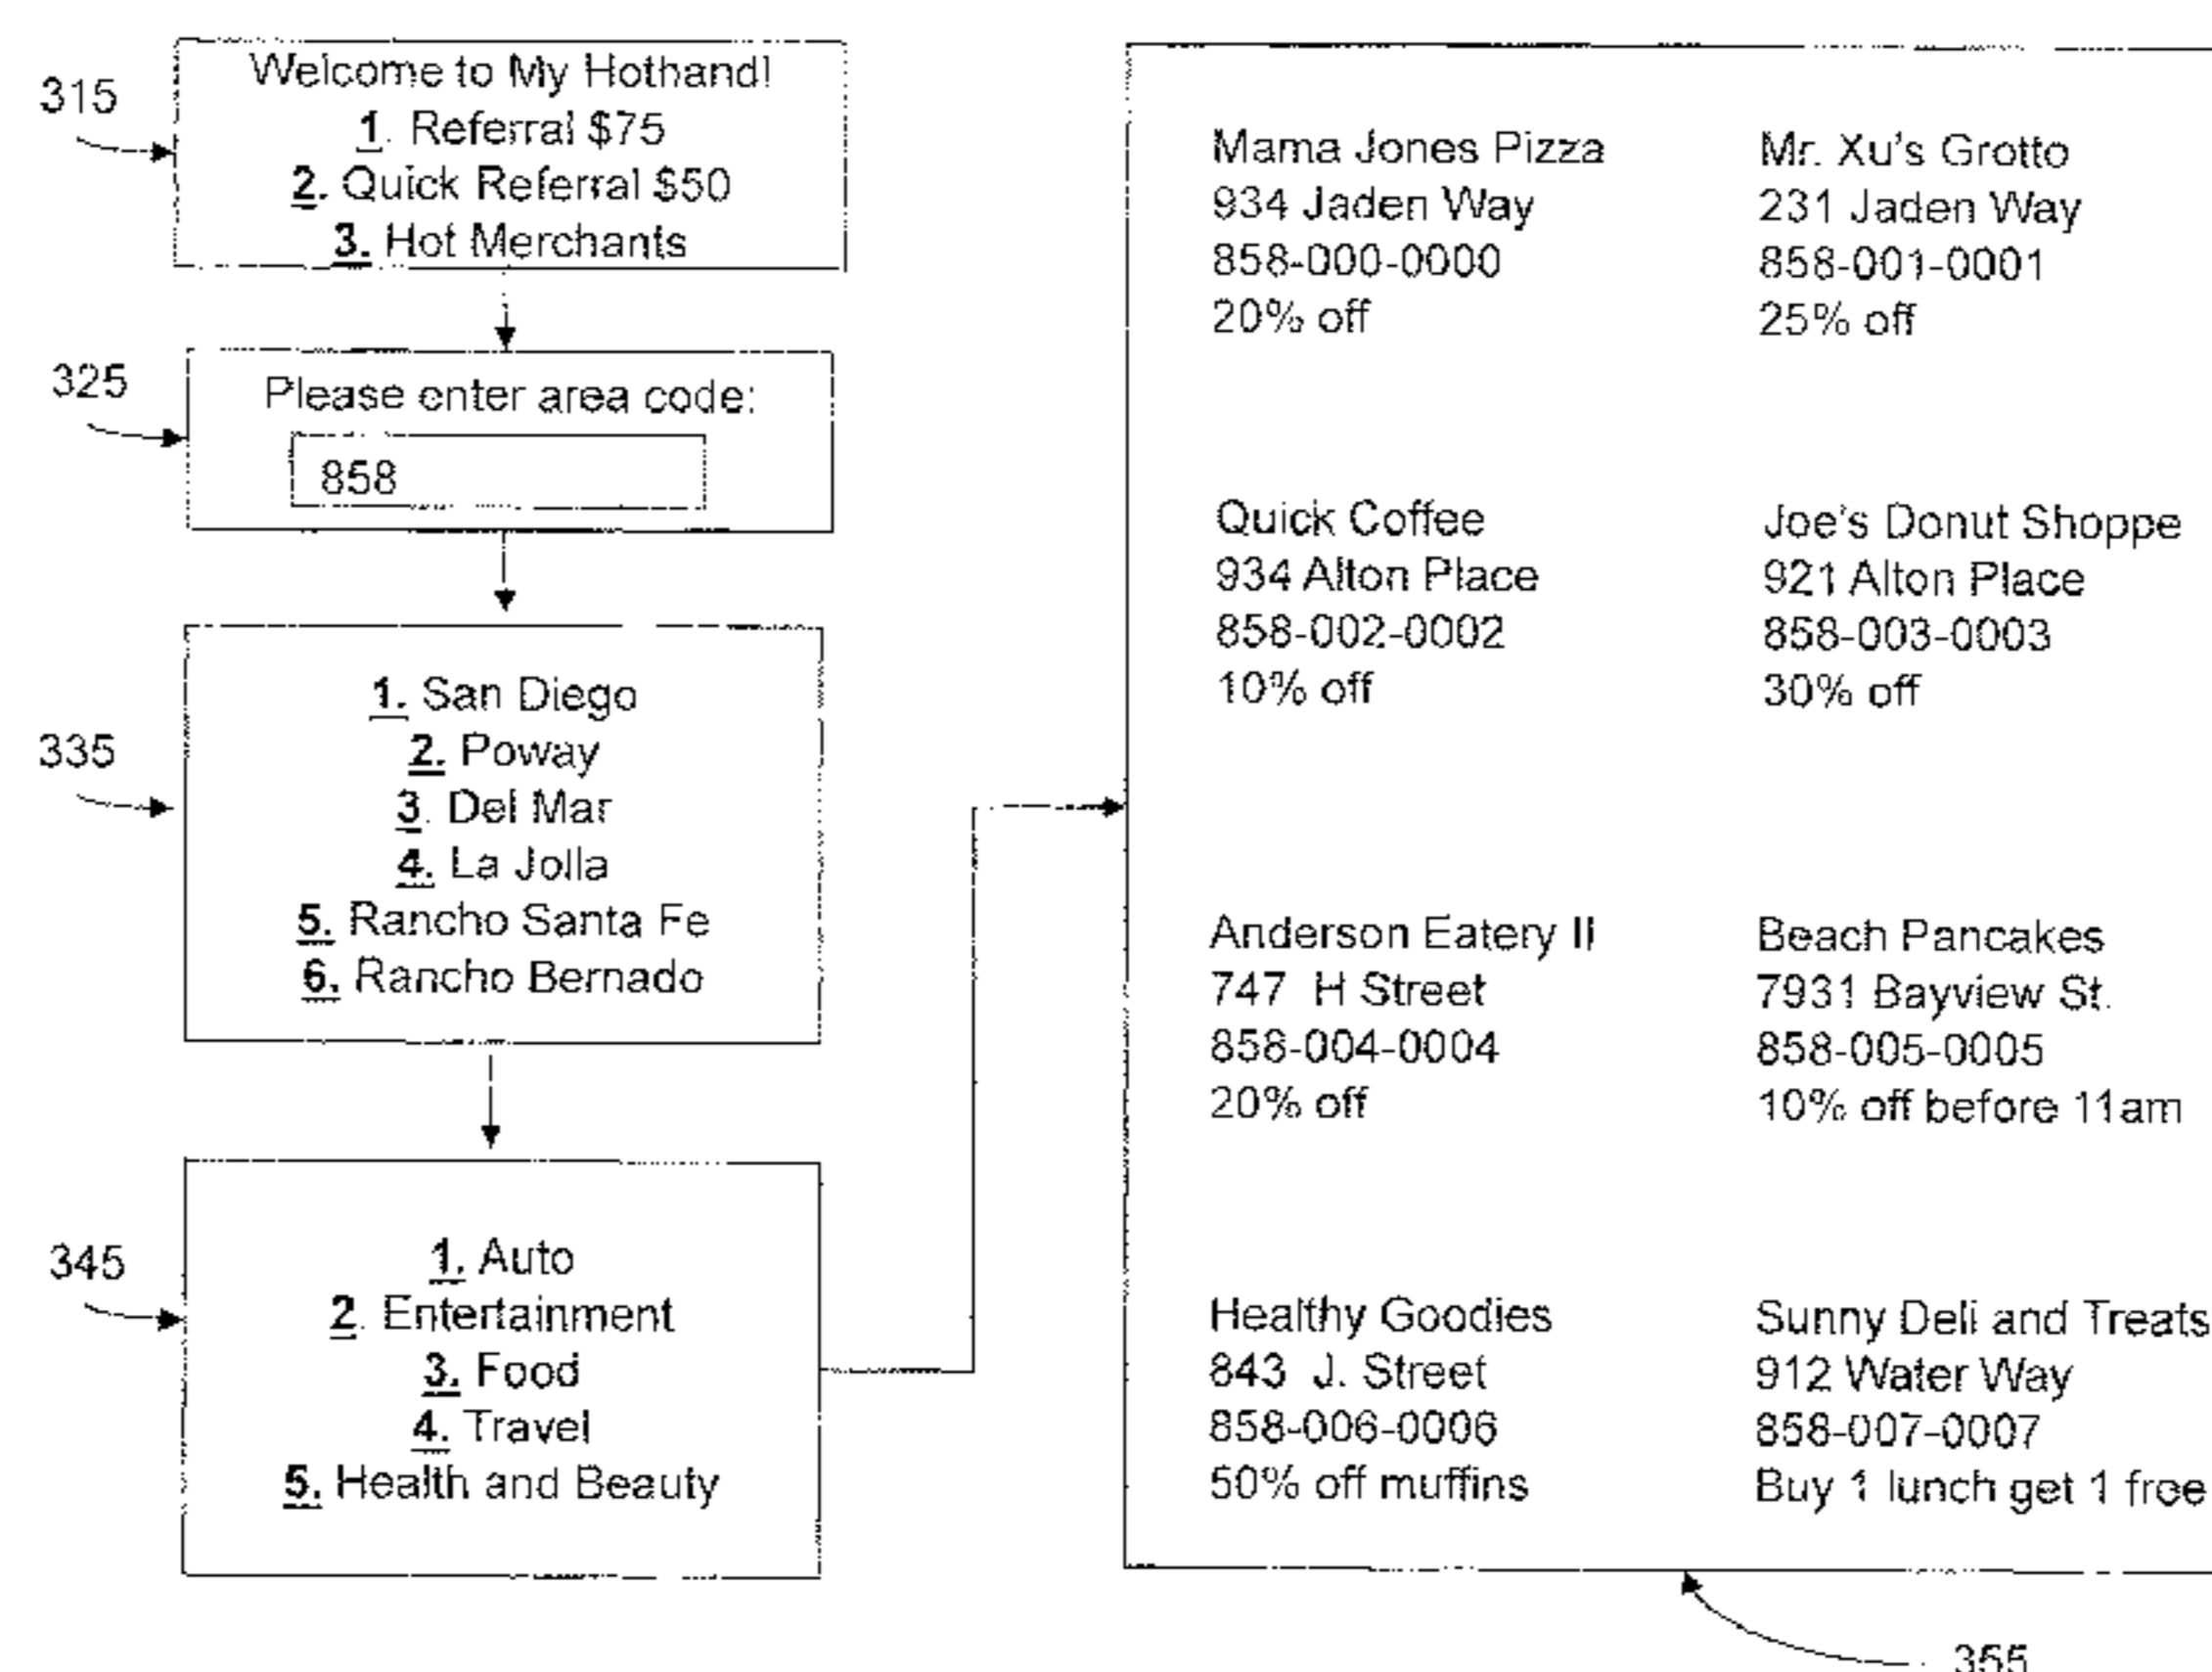 315
Welcome to My Hothand!
1. Referral $75
2. Quick Referral $50
3. Hot Merchants
325
Please enter area code:
858
335
1. San Diego
2. Poway
3. Del Mar
4. La Jolla
5. Rancho Santa Fe
6. Rancho Bernado
345
1. Auto
2. Entertainment
3. Food
4. Travel
5. Health and Beauty
Mama Jones Pizza
934 Jaden Way
858-000-0000
20% off
Mr. Xu's Grotto
231 Jaden Way
858-001-0001
25% off
Quick Coffee
934 Alton Place
858-002-0002
10% off
Joe's Donut Shoppe
921 Alton Place
858-003-0003
30% off
Anderson Eatery II
747 H Street
858-004-0004
20% off
Beach Pancakes
7931 Bayview St.
858-005-0005
10% off before 11am
Healthy Goodies
843 J. Street
858-006-0006
50% off muffins
Sunny Deli and Treats
912 Water Way
858-007-0007
Buy 1 lunch get 1 free
355